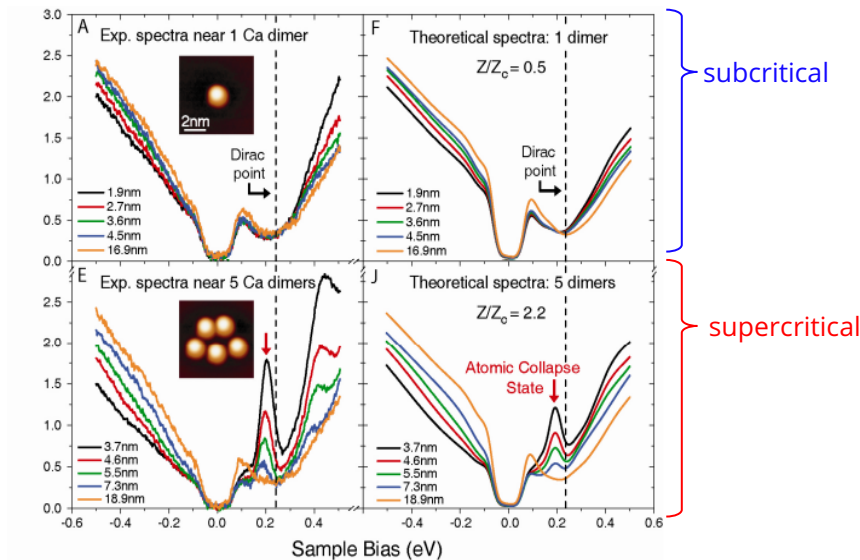 A Exp. spectra near 1 Ca dimer
2nm
Dirac
point
1.9nm
2.7nm
3.6nm
4.5nm
16.9nm
3.0
2.5
2.0
1.5
1.0
0.5
0.0
F Theoretical spectra: 1 dimer
Z/Zc = 0.5
Dirac
point
1.9nm
2.7nm
3.6nm
4.5nm
16.9nm
subcritical
E Exp. spectra near 5 Ca dimers
3.7nm
4.6nm
5.5nm
7.3nm
18.9nm
2.5
2.0
1.5
1.0
0.5
0.0
-0.6 -0.4 -0.2 0.0 0.2 0.4
J Theoretical spectra: 5 dimers
Z/Zc = 2.2
Atomic Collapse
State
3.7nm
4.6nm
5.5nm
7.3nm
18.9nm
-0.4 -0.2 0.0 0.2 0.4 0.6
supercritical
Sample Bias (eV)